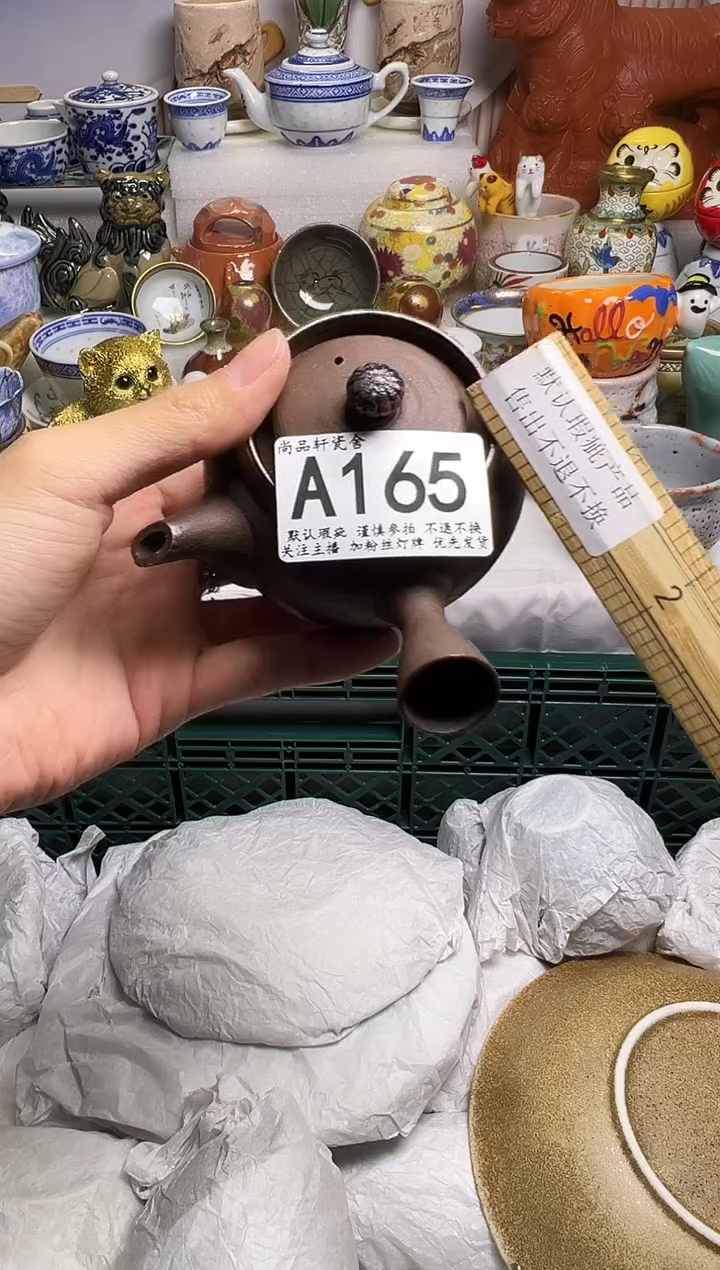 尚品轩瓷舍
A165
默认瑕疵 谨慎参拍 不退不换
关注主播 加粉丝灯牌 优先发货
默认瑕疵产品
售出不退不换
2
Hallo